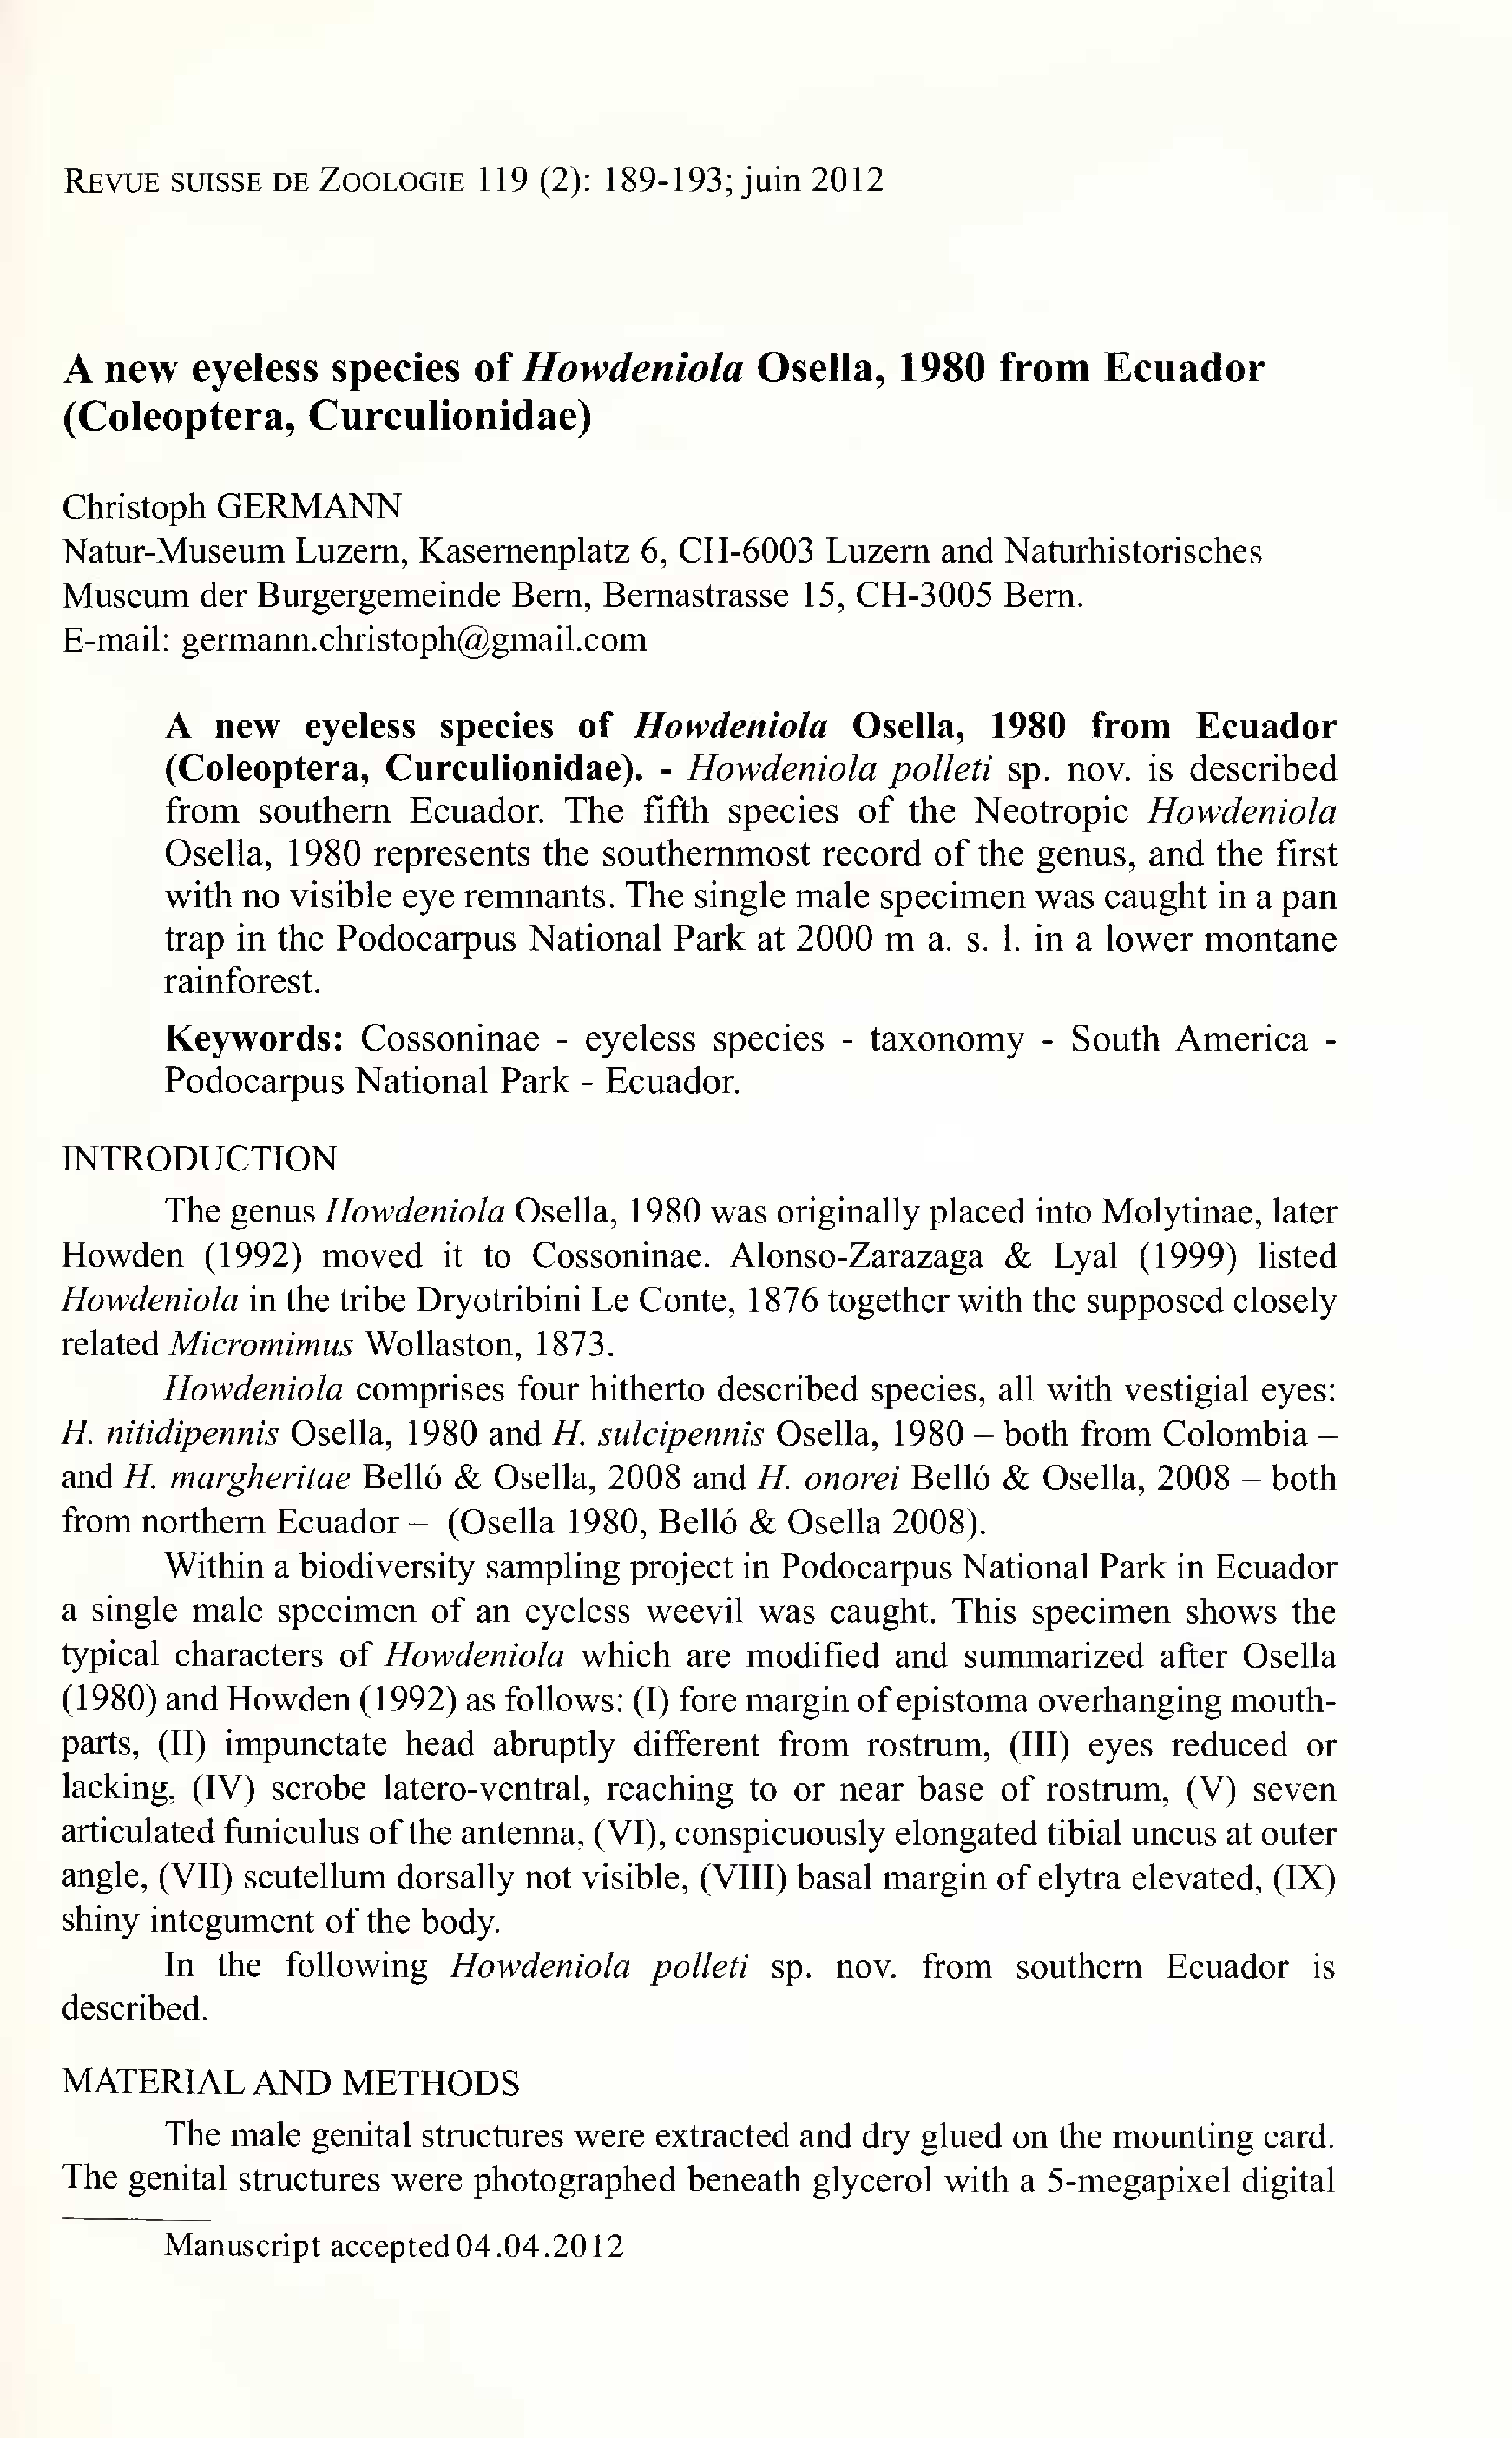 REVUE SUISSE DE ZOOLOGIE 119 (2): 189-193; juin 2012
A new eyeless species of Howdeniola Osella, 1980 from Ecuador
(Coleoptera, Curculionidae)
Christoph GERMANN
Natur-Museum Luzern, Kasernenplatz 6, CH-6003 Luzern and Naturhistorisches
Museum der Burgergemeinde Bern, Bernastrasse 15, CH-3005 Bern.
E-mail: germann.christoph@gmail.com
A new eyeless species of Howdeniola Osella, 1980 from Ecuador
(Coleoptera, Curculionidae). - Howdeniola polleti sp. nov. is described
from southern Ecuador. The fifth species of the Neotropic Howdeniola
Osella, 1980 represents the southernmost record of the genus, and the first
with no visible eye remnants. The single male specimen was caught in a pan
trap in the Podocarpus National Park at 2000 m a. s. l. in a lower montane
rainforest.
Keywords: Cossoninae - eyeless species - taxonomy - South America -
Podocarpus National Park - Ecuador.
INTRODUCTION
The genus Howdeniola Osella, 1980 was originally placed into Molytinae, later
Howden (1992) moved it to Cossoninae. Alonso-Zarazaga & Lyal (1999) listed
Howdeniola in the tribe Dryotribini Le Conte, 1876 together with the supposed closely
related Micromimus Wollaston, 1873.
Howdeniola comprises four hitherto described species, all with vestigial eyes:
H. nitidipennis Osella, 1980 and H. sulcipennis Osella, 1980 – both from Colombia –
and H. margheritae Belló & Osella, 2008 and H. onorei Belló & Osella, 2008 – both
from northern Ecuador – (Osella 1980, Belló & Osella 2008).
Within a biodiversity sampling project in Podocarpus National Park in Ecuador
a single male specimen of an eyeless weevil was caught. This specimen shows the
typical characters of Howdeniola which are modified and summarized after Osella
(1980) and Howden (1992) as follows: (I) fore margin of epistoma overhanging mouth-
parts, (II) impunctate head abruptly different from rostrum, (III) eyes reduced or
lacking, (IV) scrobe latero-ventral, reaching to or near base of rostrum, (V) seven
articulated funiculus of the antenna, (VI), conspicuously elongated tibial uncus at outer
angle, (VII) scutellum dorsally not visible, (VIII) basal margin of elytra elevated, (IX)
shiny integument of the body.
In the following Howdeniola polleti sp. nov. from southern Ecuador is
described.
MATERIAL AND METHODS
The male genital structures were extracted and dry glued on the mounting card.
The genital structures were photographed beneath glycerol with a 5-megapixel digital
Manuscript accepted 04.04.2012